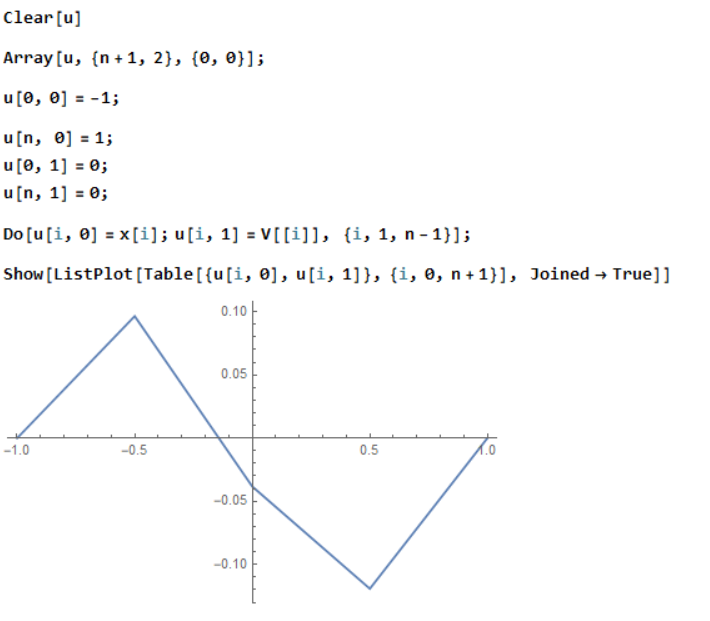 Clear[u]
Array[u, {n + 1, 2}, {0, 0}];
u[0, 0] = -1;
u[n, 0] = 1;
u[0, 1] = 0;
u[n, 1] = 0;
Do[u[i, 0] = x[i]; u[i, 1] = V[[i]], {i, 1, n - 1}];
Show[ListPlot[Table[{u[i, 0], u[i, 1]}, {i, 0, n + 1}], Joined → True]]
0.10
0.05
-1.0 -0.5 0.5 1.0
-0.05
-0.10